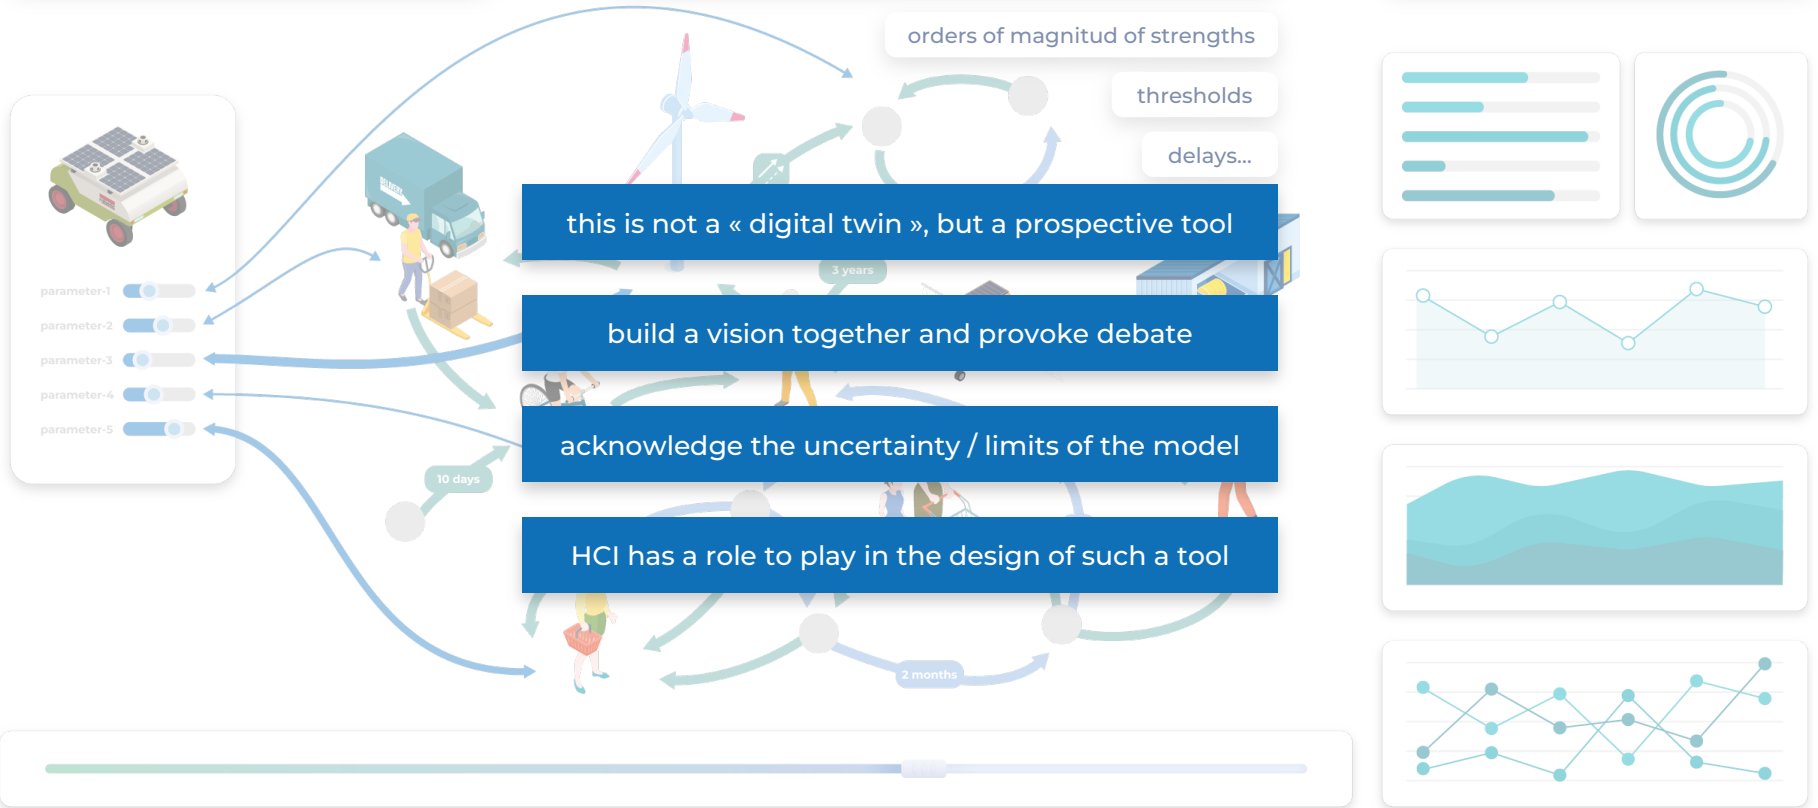 orders of magnitud of strengths
thresholds
delays...
DELIVERY
this is not a « digital twin », but a prospective tool
3 years
parameter-1
parameter-2
build a vision together and provoke debate
parameter-3
parameter-4
parameter-5
acknowledge the uncertainty / limits of the model
10 days
HCI has a role to play in the design of such a tool
2 months